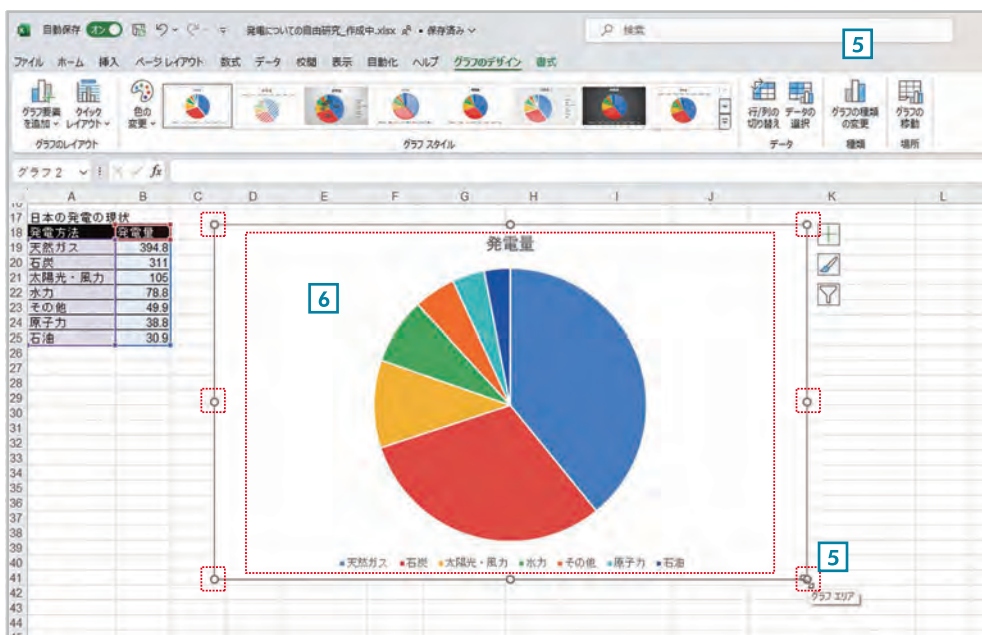 自動保存 オン 発電についての自由研究_作成中.xlsx • 保存済み 検索
5
ファイル ホーム 挿入 ページ レイアウト 数式 データ 校閲 表示 自動化 ヘルプ グラフのデザイン 書式
グラフ要素を追加 クイックレイアウト 色の変更 行/列の切り替え データの選択 グラフの種類の変更 グラフの移動
グラフのレイアウト グラフ スタイル データ 種類 場所
グラフ 2 fx
A B C D E F G H I J K L
17 日本の発電の現状
18 発電方法 発電量
19 天然ガス 394.8
20 石炭 311
21 太陽光・風力 105
22 水力 78.8
23 その他 49.9
24 原子力 38.8
25 石油 30.9
26
27
28
29
30
31
32
33
34
35
36
37
38
39
40
41
42
43
44
発電量
6
天然ガス 石炭 太陽光・風力 水力 その他 原子力 石油
5
グラフ エリア